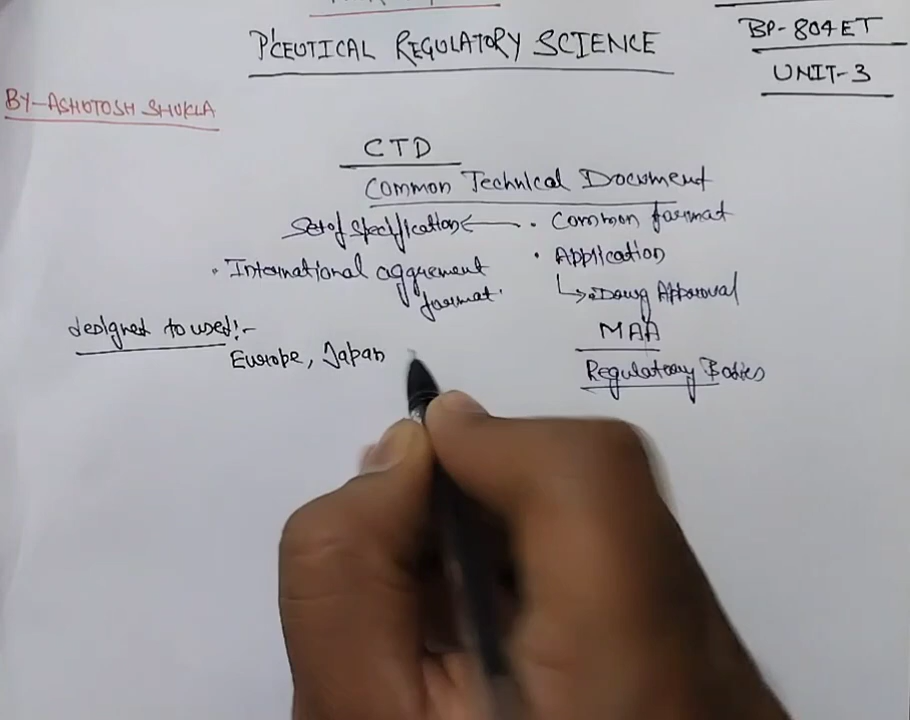 BP-804ET
P'CEUTICAL REGULATORY SCIENCE
UNIT-3
BY-ASHUTOSH SHUKLA
CTD
Common Technical Document
Set of Specification
• Common format
• International aggrement format.
• Application
Drug Approval
designed to used:-
MAA
Europe, Japan
Regulatory Bodies